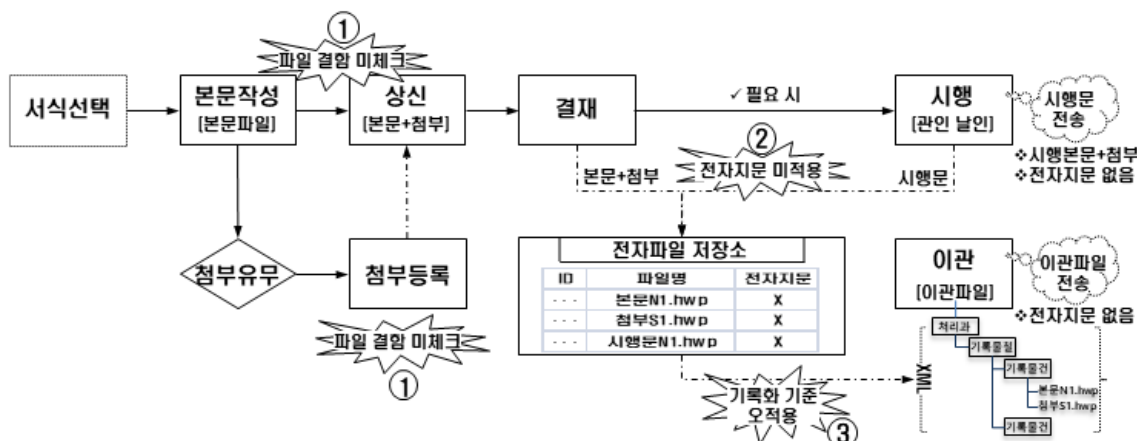 ①
파일 결함 미체크
서식선택
본문작성
[본문파일]
상신
[본문+첨부]
결재
✓필요 시
시행
[관인 날인]
시행문
전송
❖시행본문+첨부
❖전자지문 없음
②
전자지문 미적용
본문+첨부
시행문
첨부유무
첨부등록
파일 결함 미체크
①
전자파일 저장소
ID 파일명 전자지문
--- 본문N1.hwp X
--- 첨부S1.hwp X
--- 시행문N1.hwp X
기록화 기준
오적용
③
이관
[이관파일]
이관파일
전송
❖전자지문 없음
XML
처리과
기록물철
기록물건
본문N1.hwp
첨부S1.hwp
기록물건